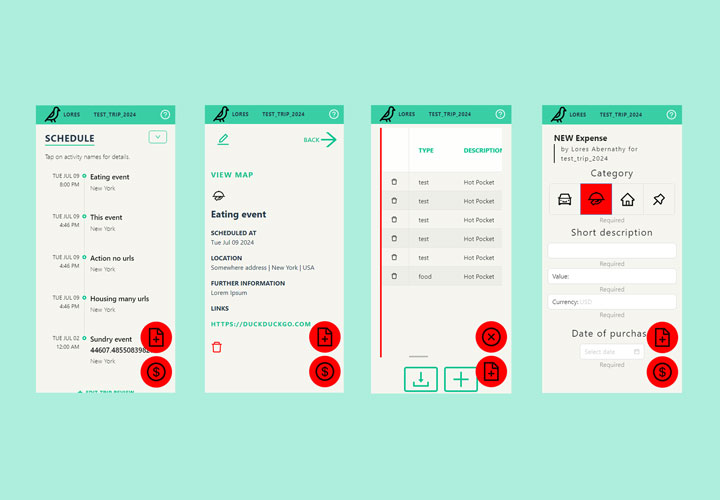 LORES TEST_TRIP_2024
SCHEDULE
Tap on activity names for details.
TUE JUL 09 Eating event
8:00 PM New York
TUE JUL 09 This event
4:46 PM New York
TUE JUL 09 Action no urls
4:46 PM New York
TUE JUL 09 Housing many urls
4:46 PM New York
TUE JUL 02 Sundry event
12:00 AM 44607.485508398
New York
+ EDIT TRIP REVIEW
LORES TEST_TRIP_2024
BACK
VIEW MAP
Eating event
SCHEDULED AT
Tue Jul 09 2024
LOCATION
Somewhere address | New York | USA
FURTHER INFORMATION
Lorem Ipsum
LINKS
HTTPS://DUCKDUCKGO.COM
LORES TEST_TRIP_2024
TYPE DESCRIPTION
test Hot Pocket
test Hot Pocket
test Hot Pocket
test Hot Pocket
test Hot Pocket
food Hot Pocket
LORES TEST_TRIP_2024
NEW Expense
by Lores Abernathy for
test_trip_2024
Category
Required
Short description
Required
Value:
Required
Currency: USD
Required
Date of purchas
Select date
Required